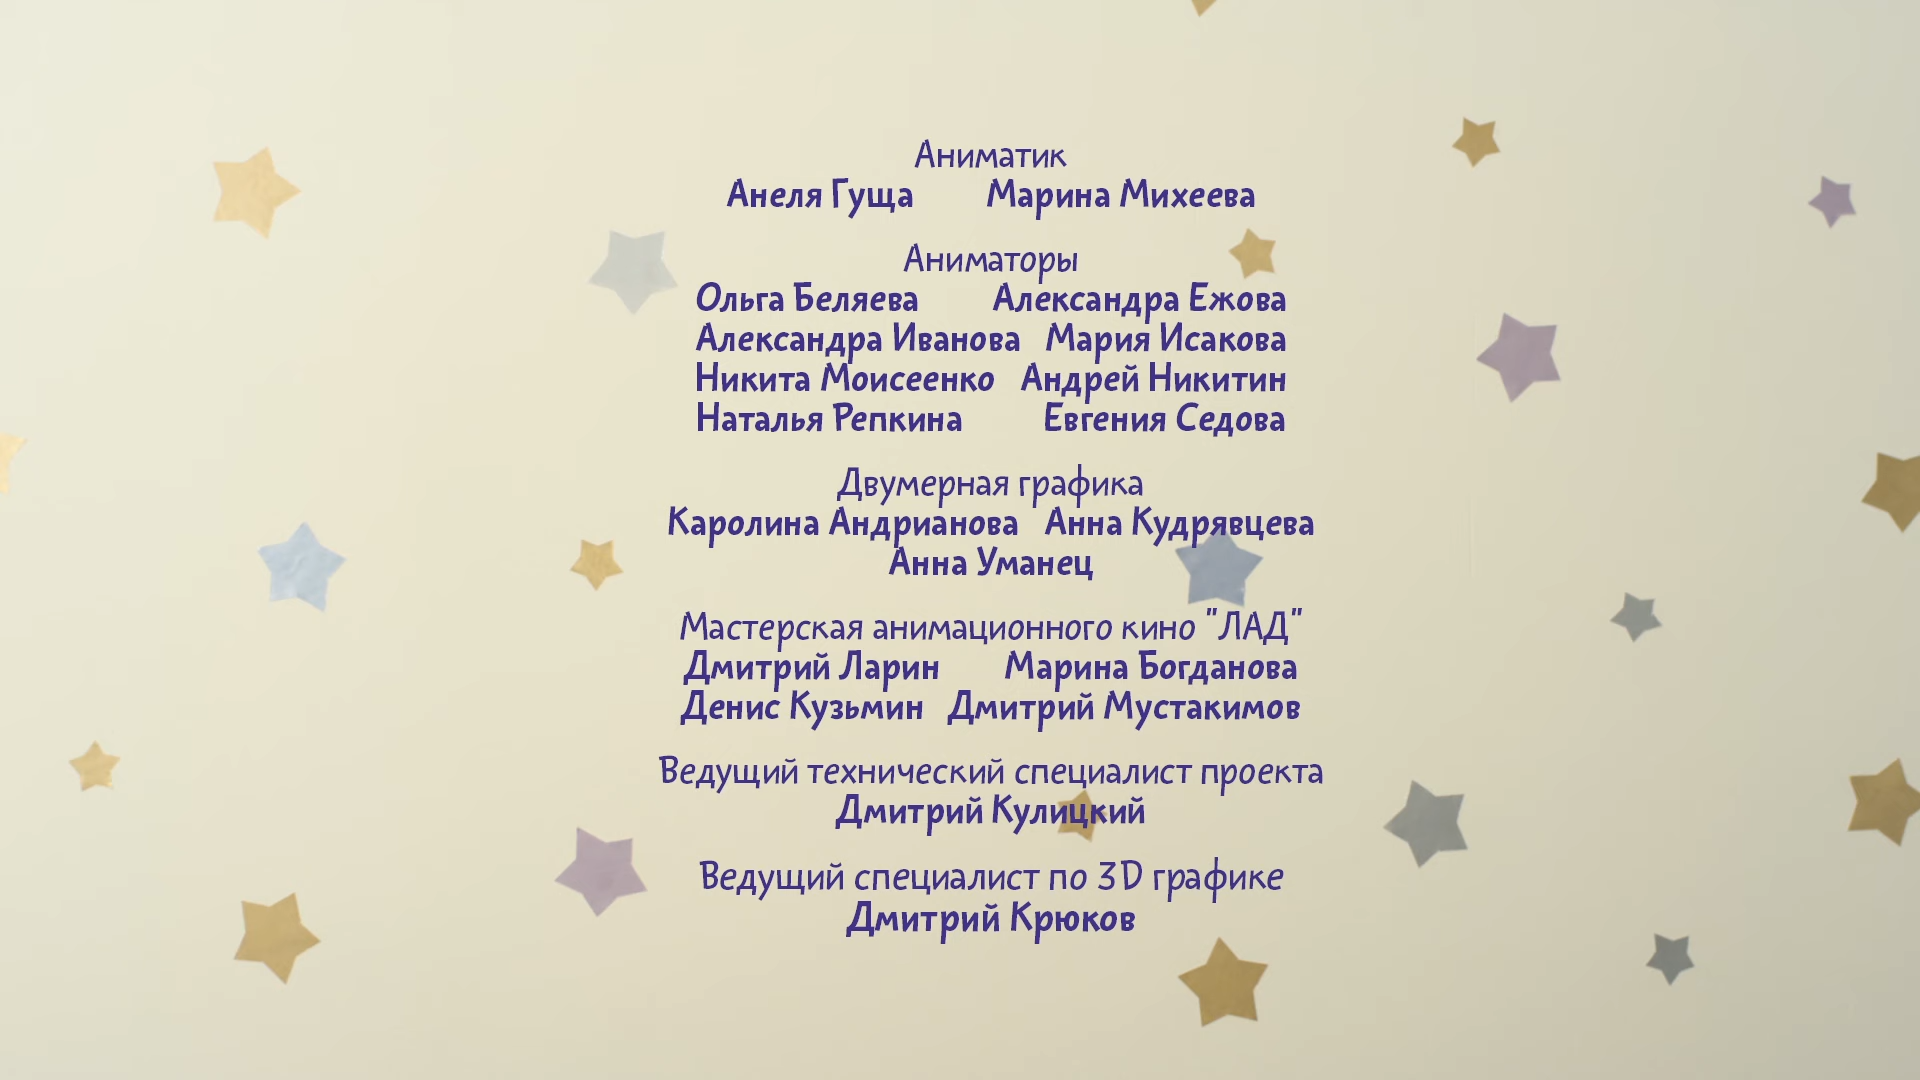 Аниматик
Анеля Гуща Марина Михеева
Аниматоры
Ольга Беляева Александра Ежова
Александра Иванова Мария Исакова
Никита Моисеенко Андрей Никитин
Наталья Репкина Евгения Седова
Двумерная графика
Каролина Андрианова Анна Кудрявцева
Анна Уманец
Мастерская анимационного кино "ЛАД"
Дмитрий Ларин Марина Богданова
Денис Кузьмин Дмитрий Мустакимов
Ведущий технический специалист проекта
Дмитрий Кулицкий
Ведущий специалист по 3D графике
Дмитрий Крюков